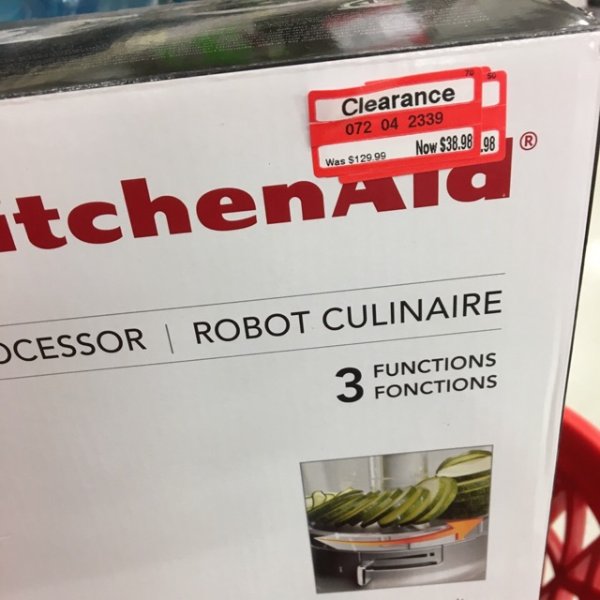 70 50
Clearance
072 04 2339
Was $129.99 Now $38.98 .98
itchenAid®
OCESSOR | ROBOT CULINAIRE
3 FUNCTIONS
FONCTIONS